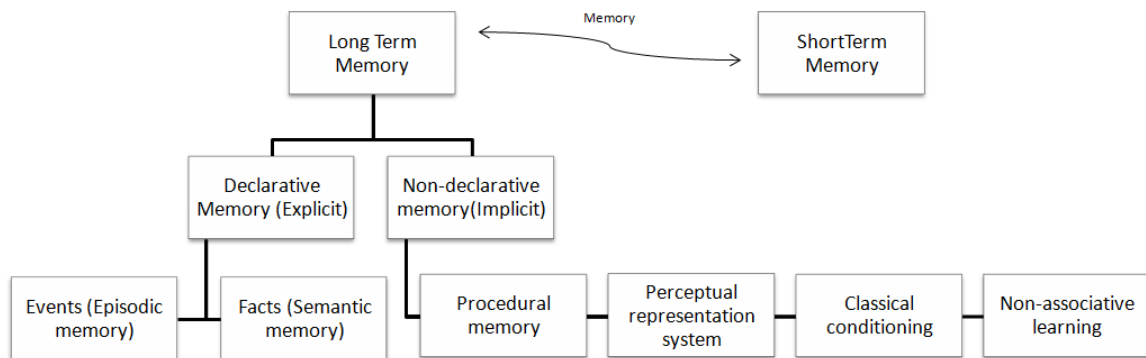 Memory
Long Term
Memory
ShortTerm
Memory
Declarative
Memory (Explicit)
Non-declarative
memory(Implicit)
Events (Episodic
memory)
Facts (Semantic
memory)
Procedural
memory
Perceptual
representation
system
Classical
conditioning
Non-associative
learning